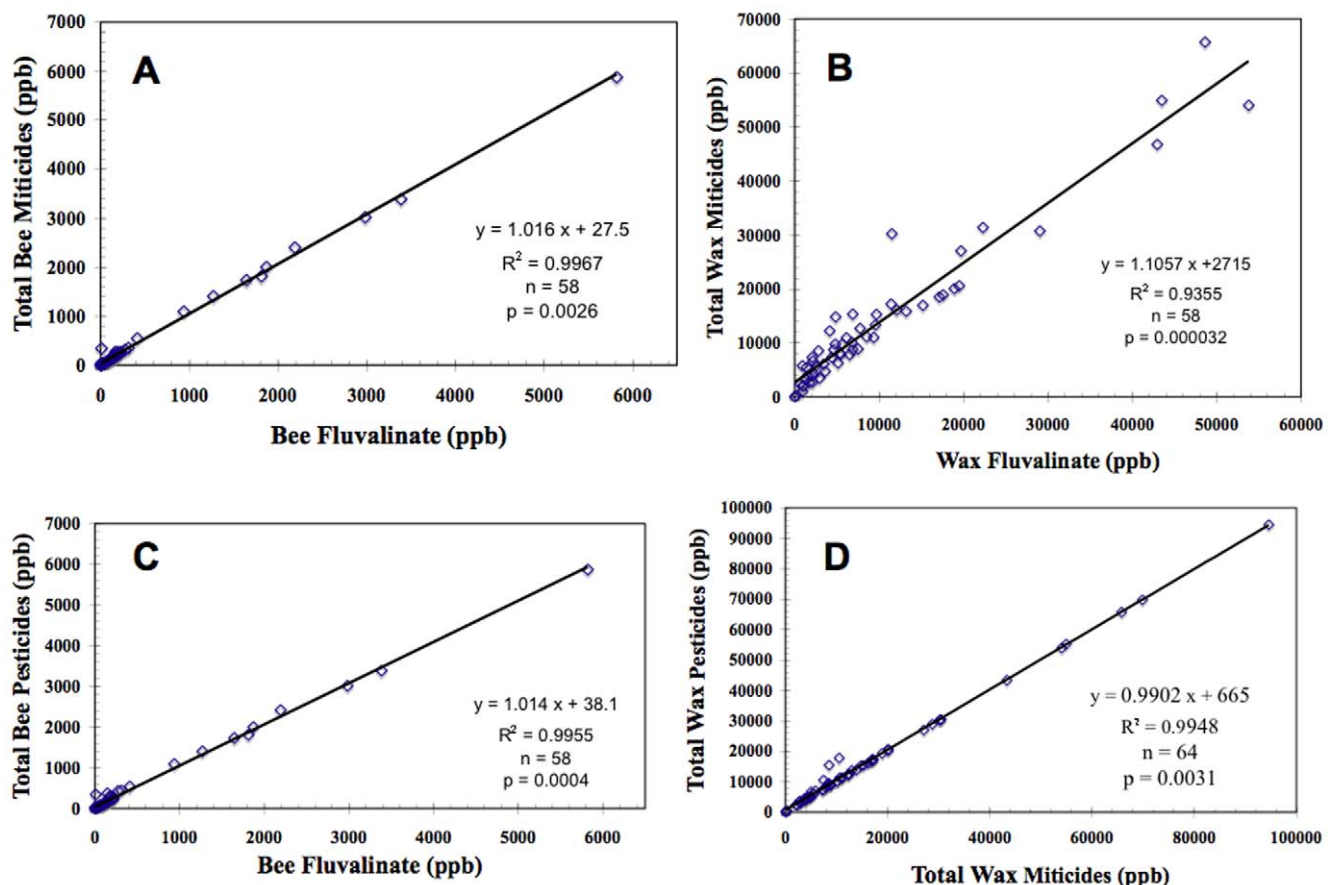 A
Total Bee Miticides (ppb)
7000
6000
5000
4000
3000
2000
1000
0
y = 1.016 x + 27.5
R² = 0.9967
n = 58
p = 0.0026
0 1000 2000 3000 4000 5000 6000
Bee Fluvalinate (ppb)
B
Total Wax Miticides (ppb)
70000
60000
50000
40000
30000
20000
10000
0
y = 1.1057 x +2715
R² = 0.9355
n = 58
p = 0.000032
0 10000 20000 30000 40000 50000 60000
Wax Fluvalinate (ppb)
C
Total Bee Pesticides (ppb)
7000
6000
5000
4000
3000
2000
1000
0
y = 1.014 x + 38.1
R² = 0.9955
n = 58
p = 0.0004
0 1000 2000 3000 4000 5000 6000
Bee Fluvalinate (ppb)
D
Total Wax Pesticides (ppb)
100000
90000
80000
70000
60000
50000
40000
30000
20000
10000
0
y = 0.9902 x + 665
R² = 0.9948
n = 64
p = 0.0031
0 20000 40000 60000 80000 100000
Total Wax Miticides (ppb)